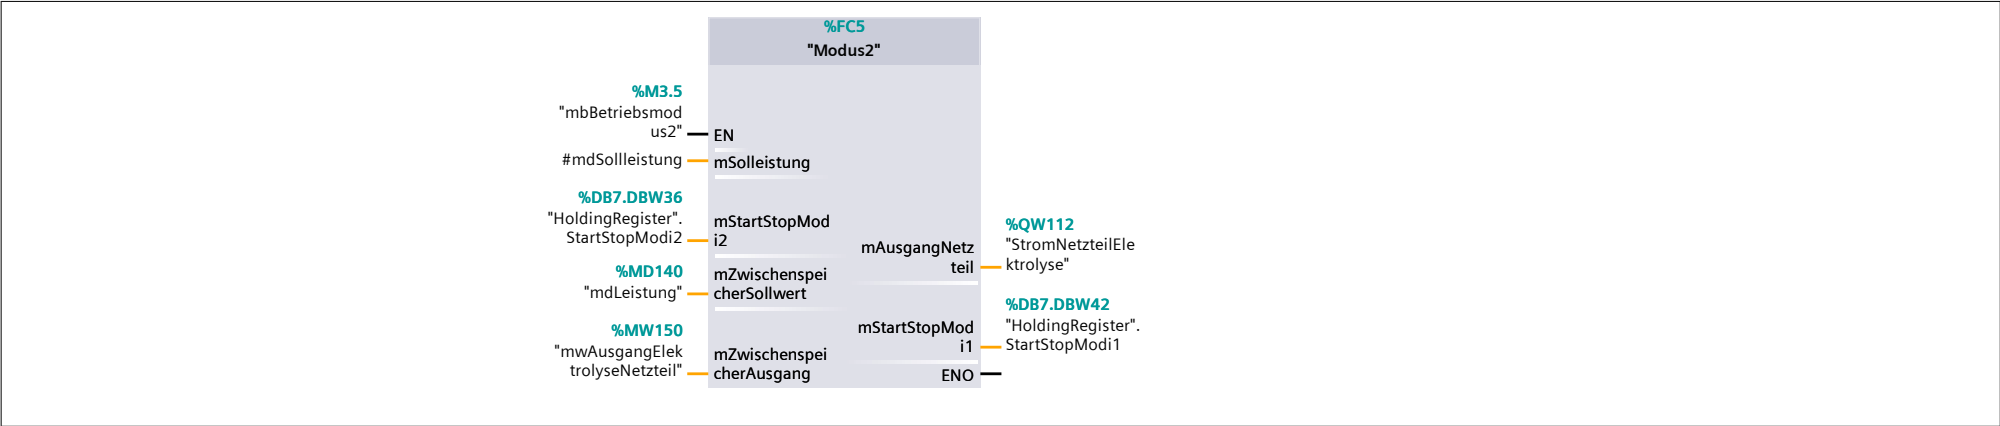 %FC5
"Modus2"
%M3.5
"mbBetriebsmod
us2"
EN
#mdSollleistung
mSolleistung
%DB7.DBW36
"HoldingRegister".
StartStopModi2
mStartStopMod
i2
%MD140
"mdLeistung"
mZwischenspei
cherSollwert
%MW150
"mwAusgangElek
trolyseNetzteil"
mZwischenspei
cherAusgang
mAusgangNetz
teil
%QW112
"StromNetzteilEle
ktrolyse"
mStartStopMod
i1
%DB7.DBW42
"HoldingRegister".
StartStopModi1
ENO